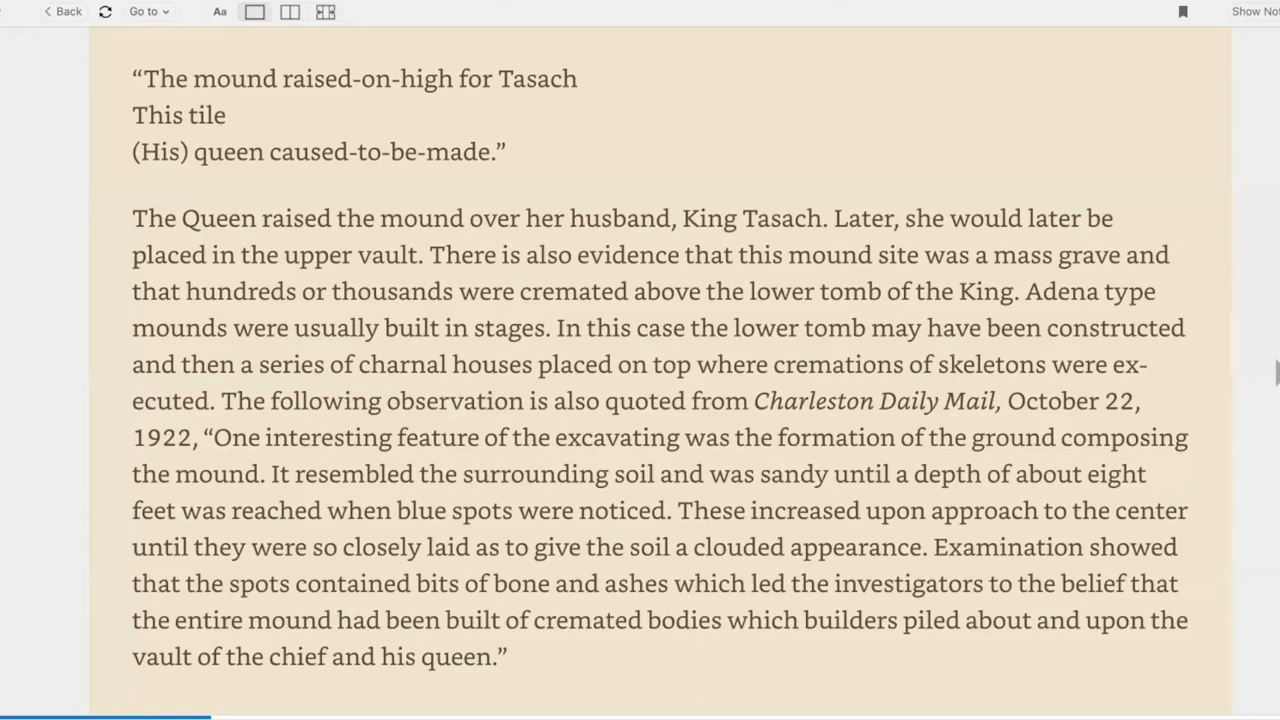 Back
Go to
Aa
Show Not
“The mound raised-on-high for Tasach
This tile
(His) queen caused-to-be-made.”
The Queen raised the mound over her husband, King Tasach. Later, she would later be
placed in the upper vault. There is also evidence that this mound site was a mass grave and
that hundreds or thousands were cremated above the lower tomb of the King. Adena type
mounds were usually built in stages. In this case the lower tomb may have been constructed
and then a series of charnal houses placed on top where cremations of skeletons were ex-
ecuted. The following observation is also quoted from Charleston Daily Mail, October 22,
1922, “One interesting feature of the excavating was the formation of the ground composing
the mound. It resembled the surrounding soil and was sandy until a depth of about eight
feet was reached when blue spots were noticed. These increased upon approach to the center
until they were so closely laid as to give the soil a clouded appearance. Examination showed
that the spots contained bits of bone and ashes which led the investigators to the belief that
the entire mound had been built of cremated bodies which builders piled about and upon the
vault of the chief and his queen.”